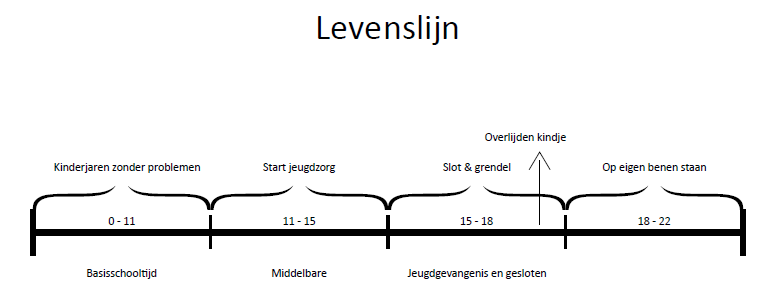 Levenslijn
Overlijden kindje
Kinderjaren zonder problemen
Start jeugdzorg
Slot & grendel
Op eigen benen staan
0 - 11
11 - 15
15 - 18
18 - 22
Basisschooltijd
Middelbare
Jeugdgevangenis en gesloten